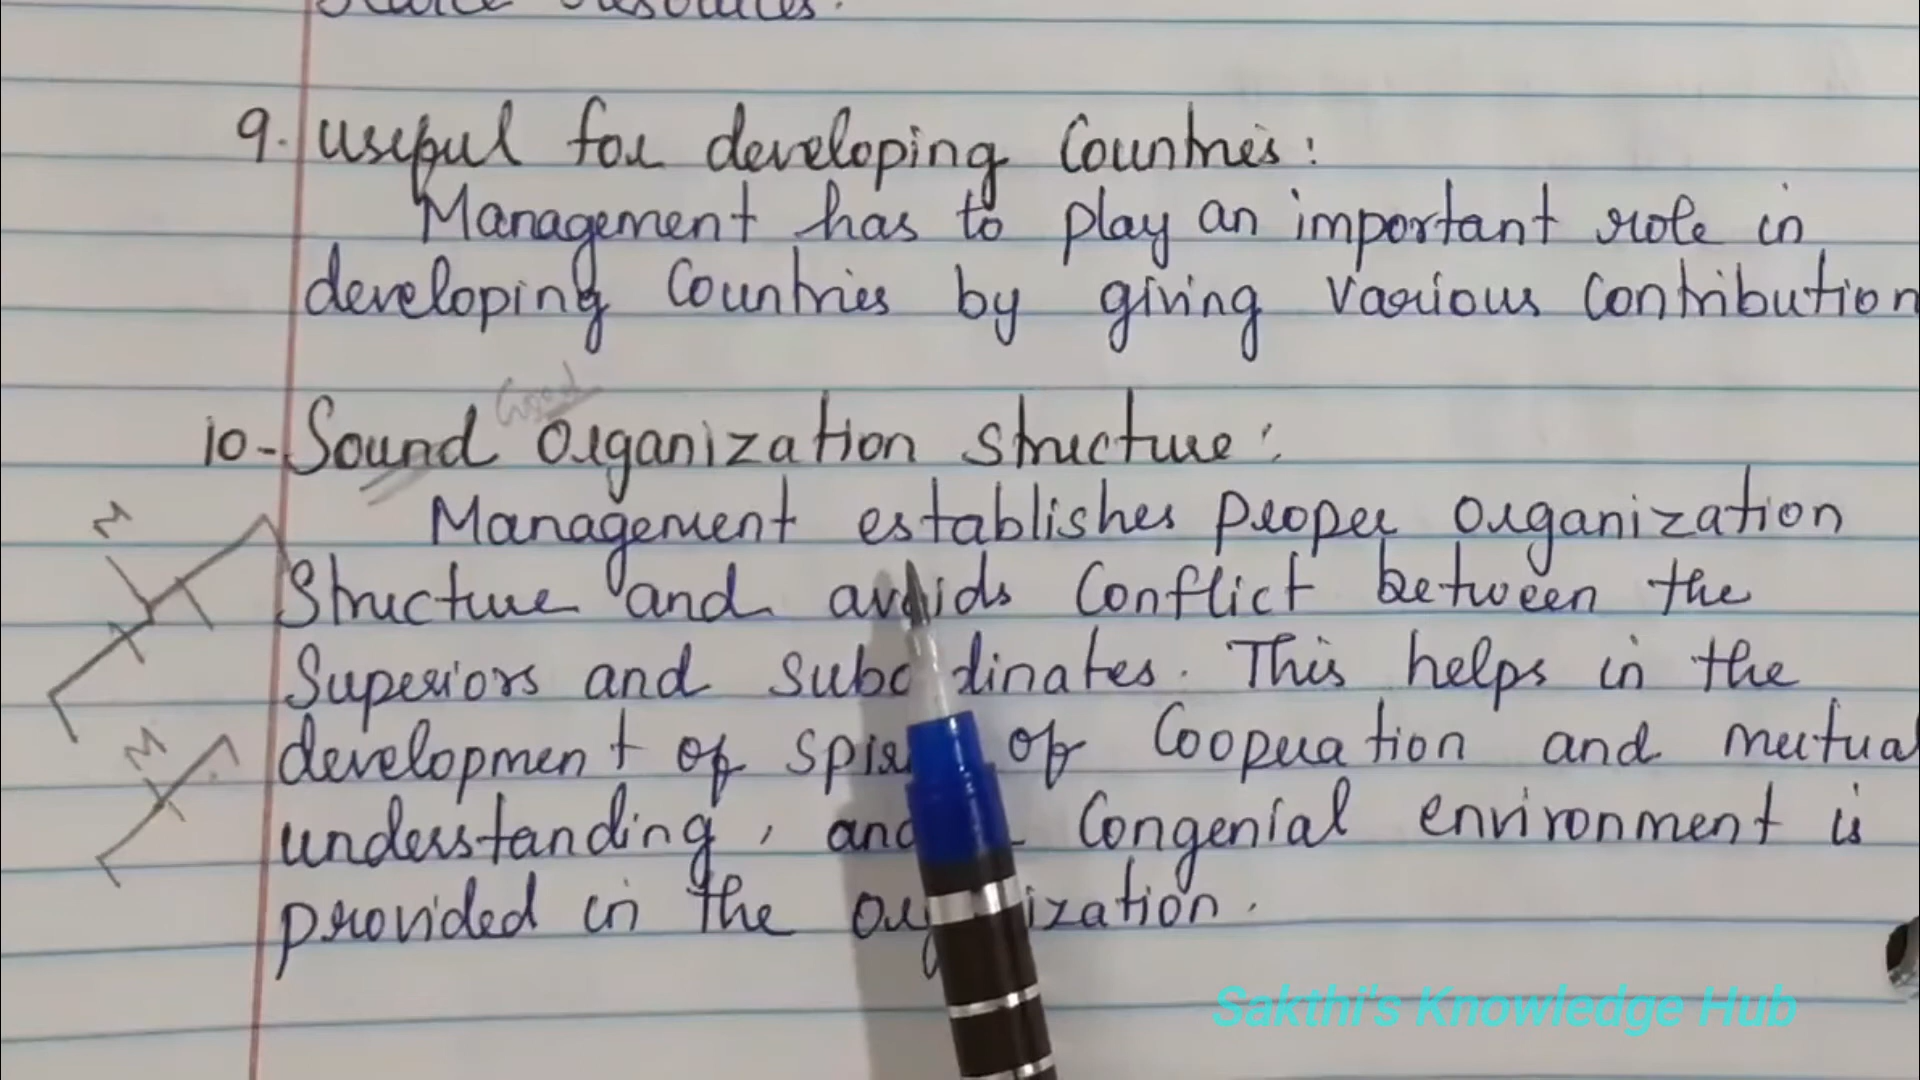 9. Useful for developing Countries:
Management has to play an important role in
developing Countries by giving various contribution
Good
10- Sound Organization structure:
Management establishes proper organization
M
Structure and avoids Conflict between the
Superiors and subordinates. This helps in the
M
development of spirit of Cooperation and mutual
understanding, and Congenial environment is
provided in the organization.
Sakthi's Knowledge Hub